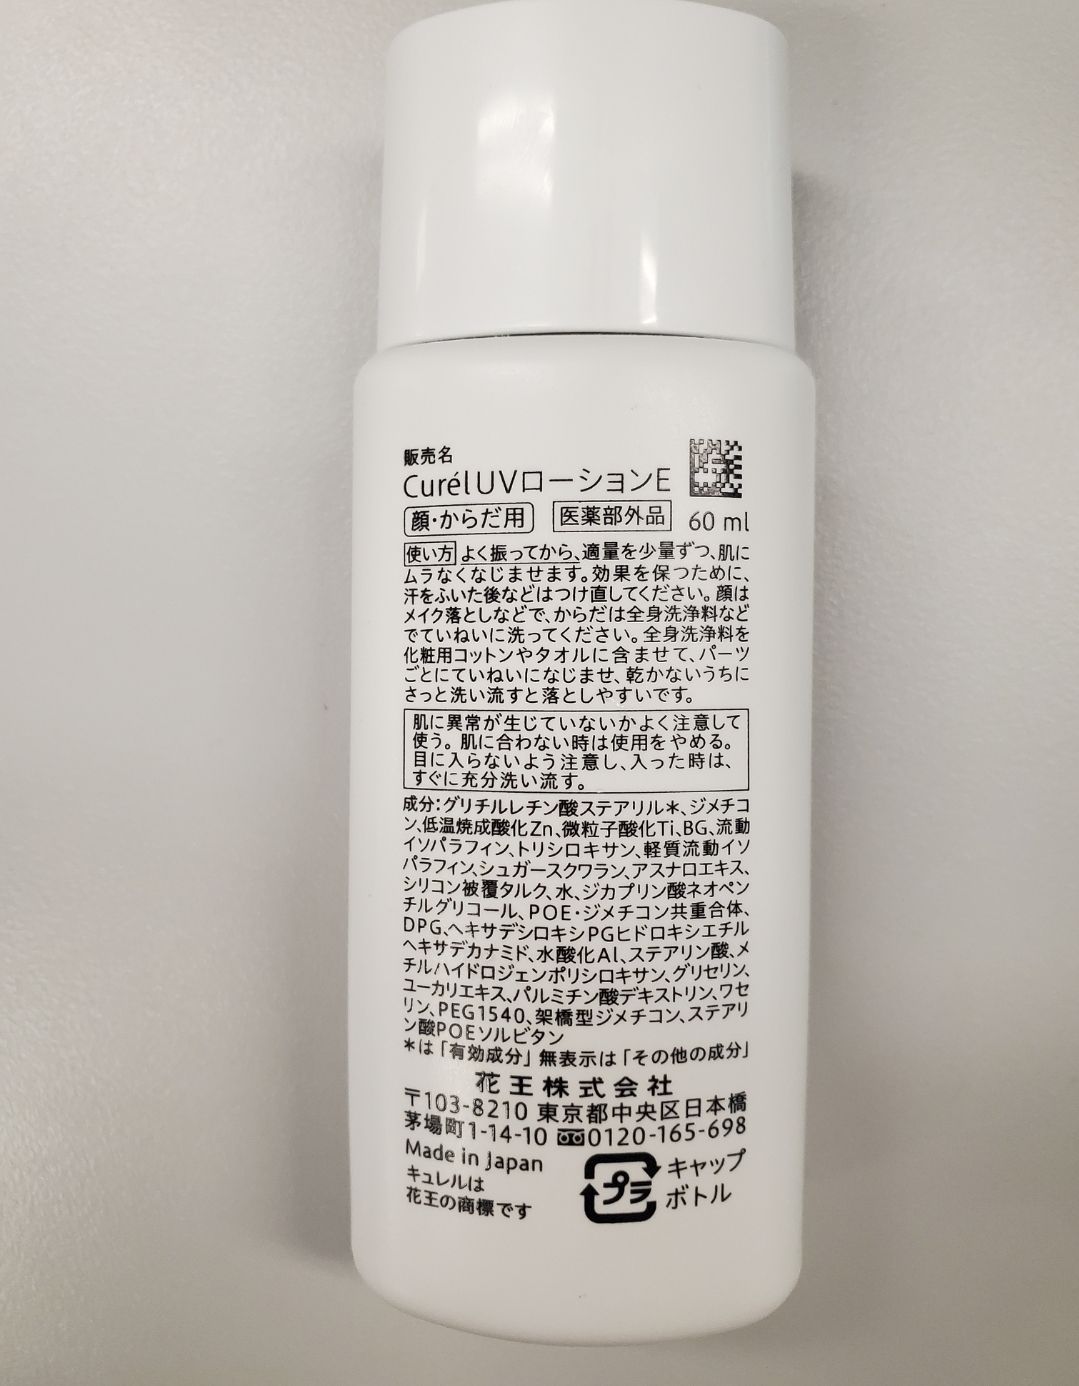 販売名
Curél UVローションE
顔・からだ用 医薬部外品 60 ml
使い方 よく振ってから、適量を少量ずつ、肌に
ムラなくなじませます。効果を保つために、
汗をふいた後などはつけ直してください。顔は
メイク落としなどで、からだは全身洗浄料など
でていねいに洗ってください。全身洗浄料を
化粧用コットンやタオルに含ませて、パーツ
ごとにていねいになじませ、乾かないうちに
さっと洗い流すと落としやすいです。
肌に異常が生じていないかよく注意して
使う。肌に合わない時は使用をやめる。
目に入らないよう注意し、入った時は、
すぐに充分洗い流す。
成分：グリチルレチン酸ステアリル＊、ジメチコ
ン、低温焼成酸化Zn、微粒子酸化Ti、BG、流動
イソパラフィン、トリシロキサン、軽質流動イソ
パラフィン、シュガースクワラン、アスナロエキス、
シリコン被覆タルク、水、ジカプリン酸ネオペン
チルグリコール、POE・ジメチコン共重合体、
DPG、ヘキサデシロキシPGヒドロキシエチル
ヘキサデカナミド、水酸化Al、ステアリン酸、メ
チルハイドロジェンポリシロキサン、グリセリン、
ユーカリエキス、パルミチン酸デキストリン、ワセ
リン、PEG1540、架橋型ジメチコン、ステアリ
ン酸POEソルビタン
＊は「有効成分」無表示は「その他の成分」
花王株式会社
〒103-8210 東京都中央区日本橋
茅場町1-14-10 0120-165-698
Made in Japan
キュレルは
花王の商標です
プラ
キャップ
ボトル